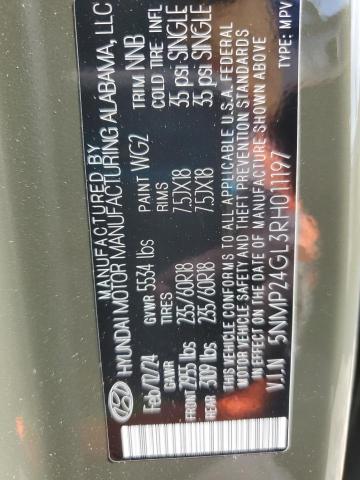 MANUFACTURED BY
HYUNDAI MOTOR MANUFACTURING ALABAMA, LLC
Feb/12/24 GVWR 5534 lbs PAINT WG2 TRIM NNB
GAWR TIRES RIMS COLD TIRE INFL
FRONT 2955 lbs 235/60R18 7.5JX18 35 psi SINGLE
REAR 3109 lbs 235/60R18 7.5JX18 35 psi SINGLE
THIS VEHICLE CONFORMS TO ALL APPLICABLE U.S.A. FEDERAL
MOTOR VEHICLE SAFETY AND THEFT PREVENTION STANDARDS
IN EFFECT ON THE DATE OF MANUFACTURE SHOWN ABOVE
V.I.N 5NMP24GL3RH011197 TYPE: MPV